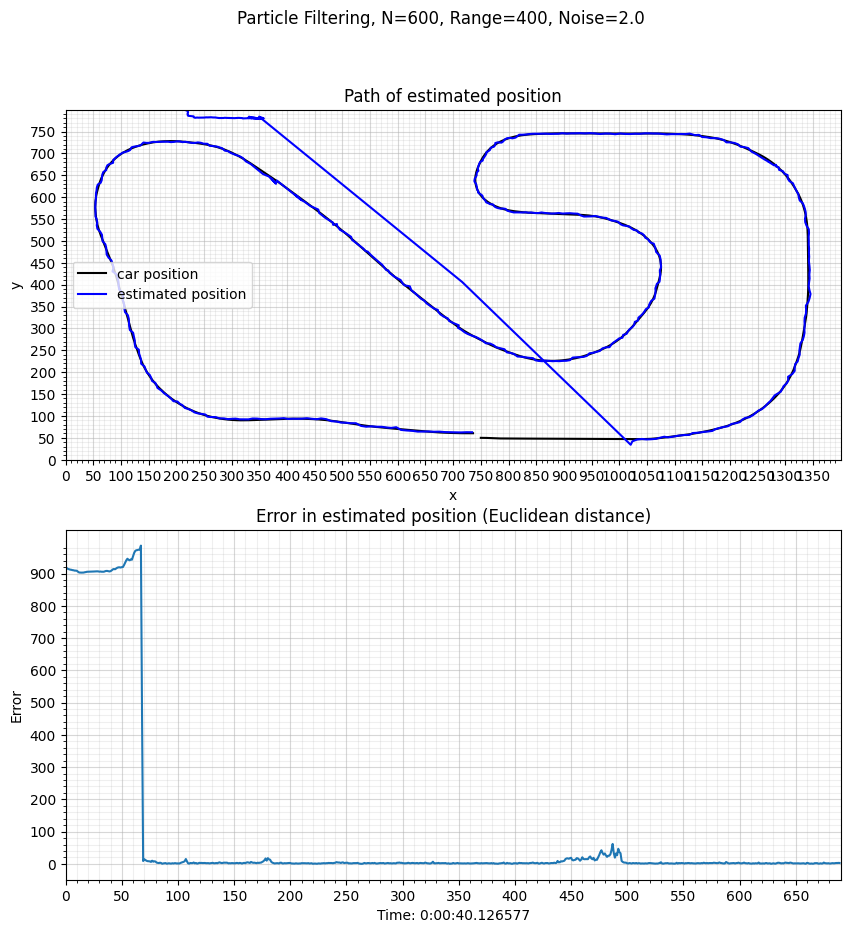 Particle Filtering, N=600, Range=400, Noise=2.0
Path of estimated position
750
700
650
600
550
500
450
400
350
300
250
200
150
100
50
0
y
car position
estimated position
0 50 100 150 200 250 300 350 400 450 500 550 600 650 700 750 800 850 900 950 1000 1050 1100 1150 1200 1250 1300 1350
x
Error in estimated position (Euclidean distance)
900
800
700
600
500
400
300
200
100
0
Error
0 50 100 150 200 250 300 350 400 450 500 550 600 650
Time: 0:00:40.126577